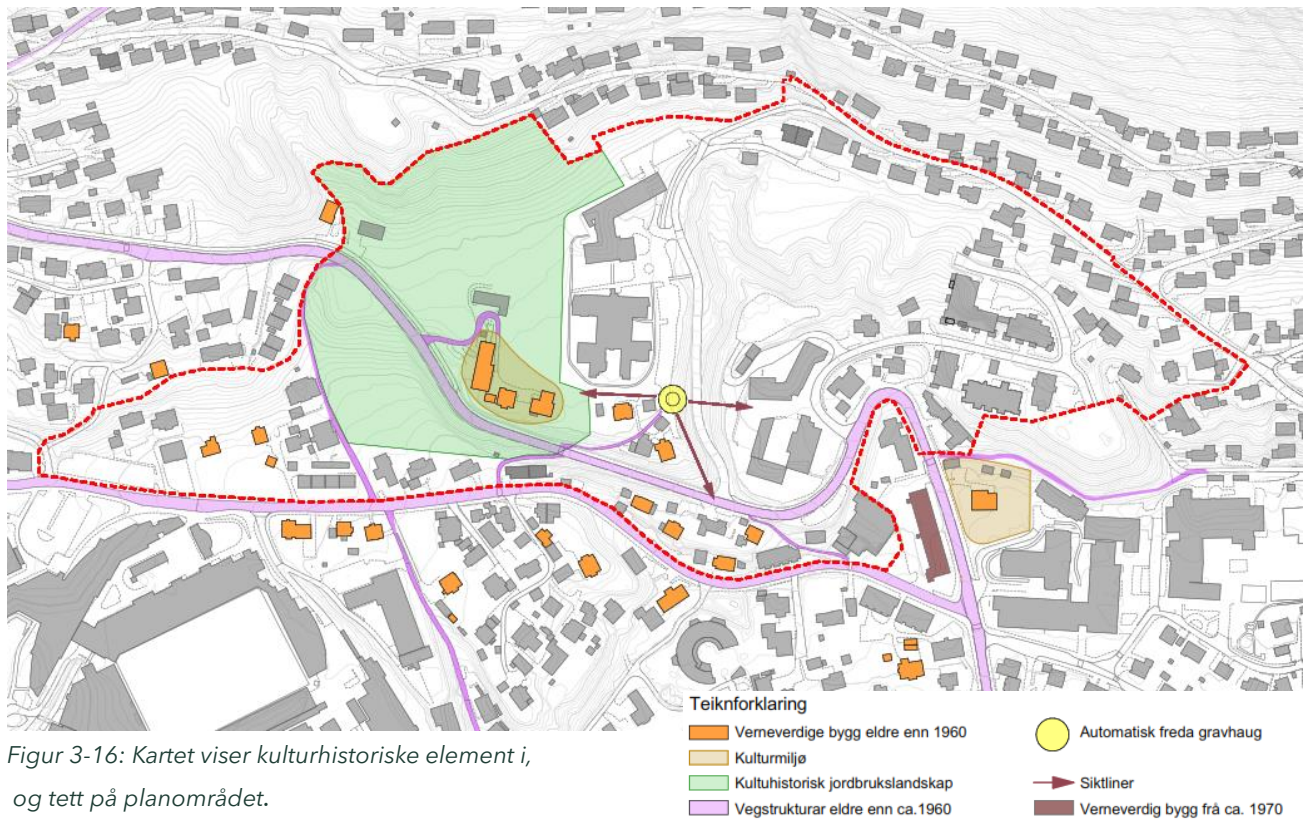 Teiknforklaring
Verneverdige bygg eldre enn 1960
Kulturmiljø
Kultuhistorisk jordbrukslandskap
Vegstrukturar eldre enn ca.1960
Automatisk freda gravhaug
Siktliner
Verneverdig bygg frå ca. 1970
Figur 3-16: Kartet viser kulturhistoriske element i,
og tett på planområdet.